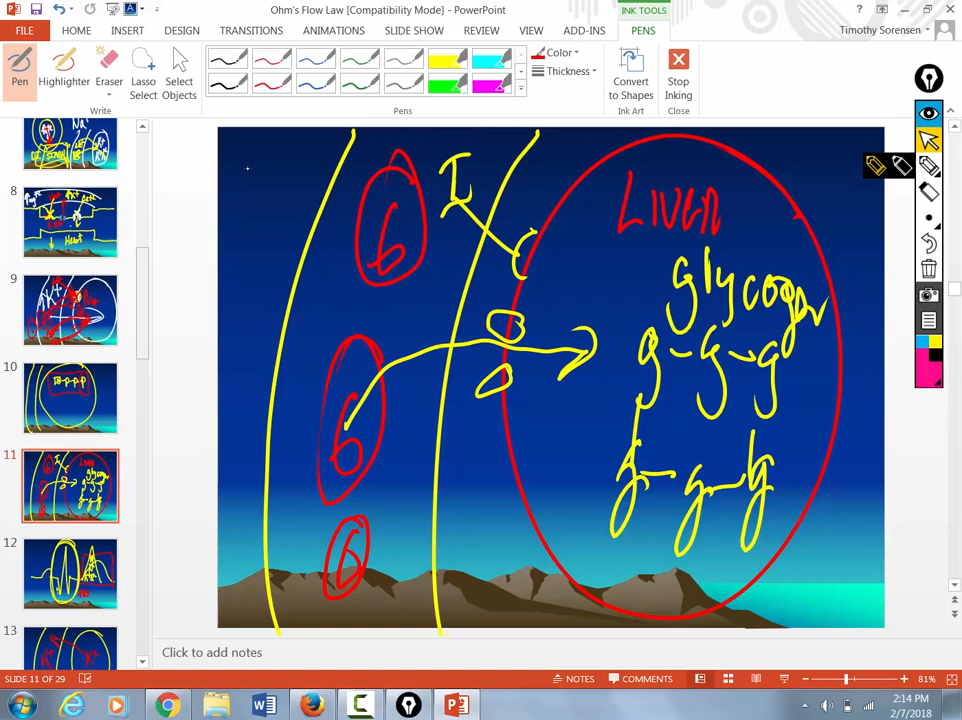 Ohm's Flow Law [Compatibility Mode] - PowerPoint
INK TOOLS
FILE HOME INSERT DESIGN TRANSITIONS ANIMATIONS SLIDE SHOW REVIEW VIEW ADD-INS PENS
Timothy Sorensen
Pen Highlighter Eraser Lasso Select Select Objects
Color
Thickness
Convert to Shapes
Stop Inking
Write
Pens
Ink Art
Close
8
Heart
9
10
11
12
13
I
LIVER
glycogen
G
g - g - g
G
g - g - g
G
Click to add notes
SLIDE 11 OF 29
NOTES
COMMENTS
81%
2:14 PM
2/7/2018